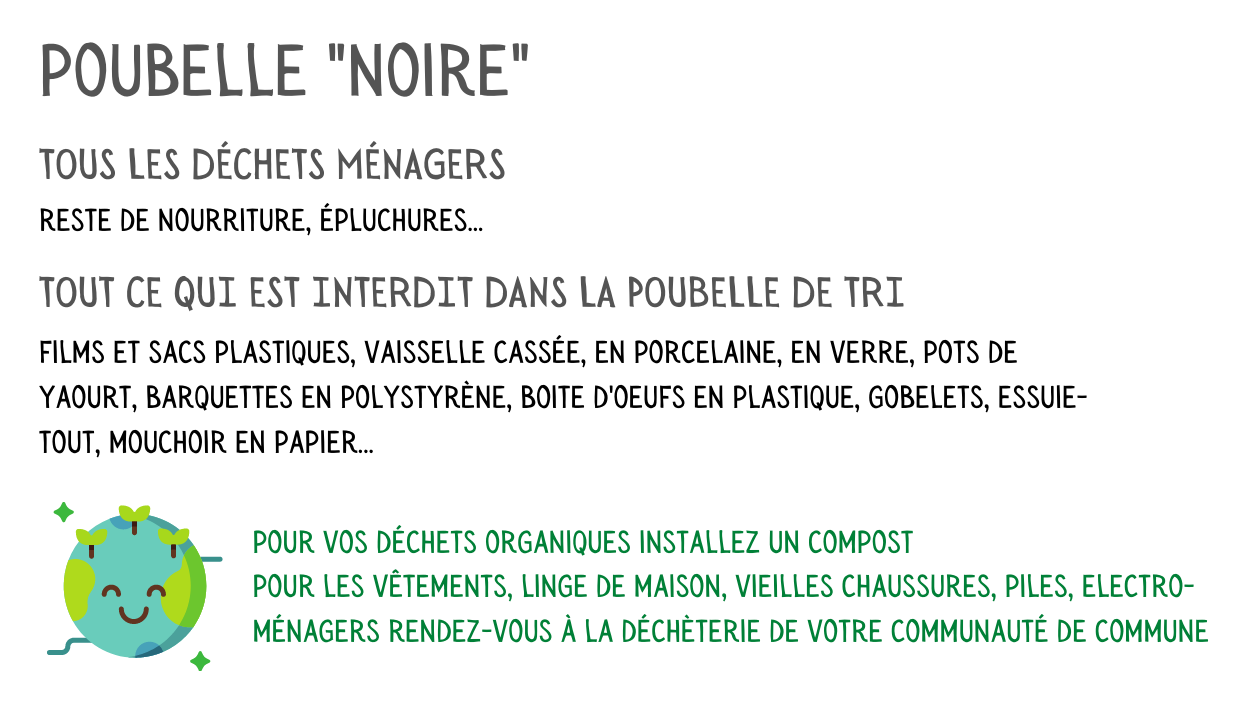 POUBELLE "NOIRE"
TOUS LES DÉCHETS MÉNAGERS
RESTE DE NOURRITURE, ÉPLUCHURES...
TOUT CE QUI EST INTERDIT DANS LA POUBELLE DE TRI
FILMS ET SACS PLASTIQUES, VAISSELLE CASSÉE, EN PORCELAINE, EN VERRE, POTS DE
YAOURT, BARQUETTES EN POLYSTYRÈNE, BOITE D'OEUFS EN PLASTIQUE, GOBELETS, ESSUIE-
TOUT, MOUCHOIR EN PAPIER...
POUR VOS DÉCHETS ORGANIQUES INSTALLEZ UN COMPOST
POUR LES VÊTEMENTS, LINGE DE MAISON, VIEILLES CHAUSSURES, PILES, ELECTRO-
MÉNAGERS RENDEZ-VOUS À LA DÉCHÈTERIE DE VOTRE COMMUNAUTÉ DE COMMUNE